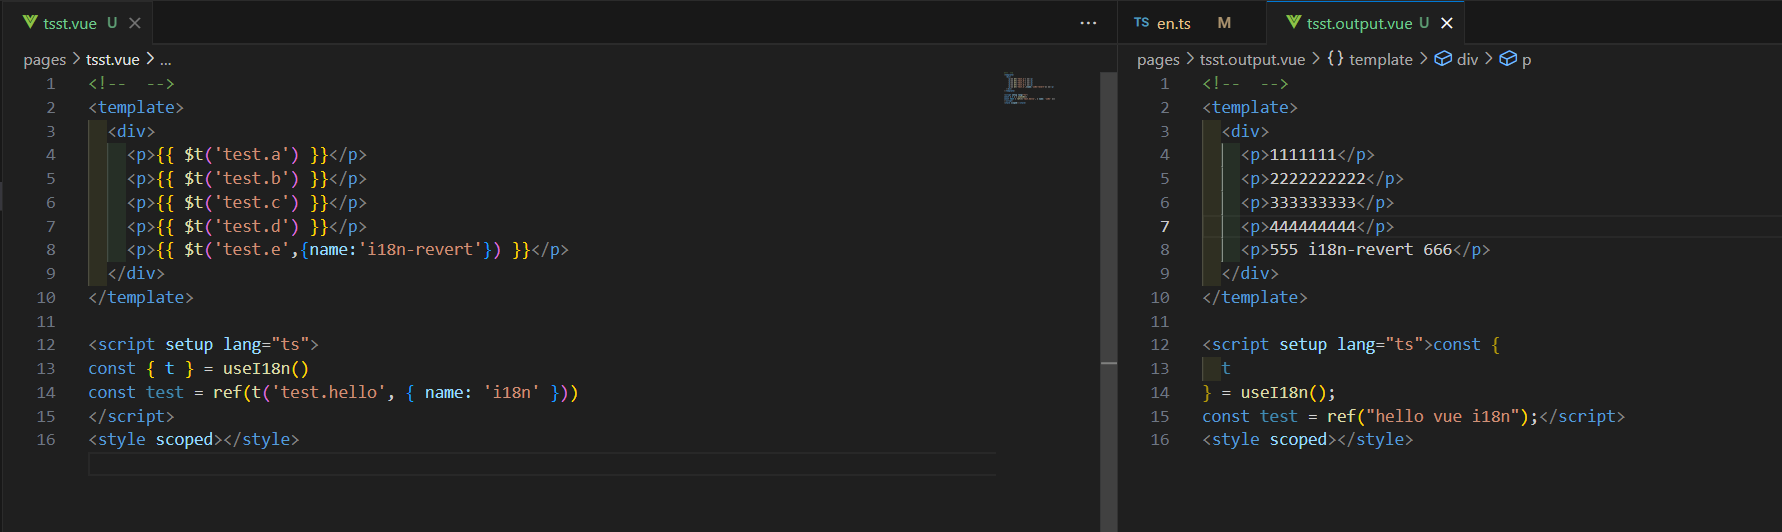 tsst.vue U
pages > tsst.vue > ...
1 <!--  -->
2 <template>
3   <div>
4     <p>{{ $t('test.a') }}</p>
5     <p>{{ $t('test.b') }}</p>
6     <p>{{ $t('test.c') }}</p>
7     <p>{{ $t('test.d') }}</p>
8     <p>{{ $t('test.e',{name:'i18n-revert'}) }}</p>
9   </div>
10 </template>
11
12 <script setup lang="ts">
13 const { t } = useI18n()
14 const test = ref(t('test.hello', { name: 'i18n' }))
15 </script>
16 <style scoped></style>
TS en.ts M
tsst.output.vue U
pages > tsst.output.vue > {} template > div > p
1 <!--  -->
2 <template>
3   <div>
4     <p>1111111</p>
5     <p>2222222222</p>
6     <p>333333333</p>
7     <p>444444444</p>
8     <p>555 i18n-revert 666</p>
9   </div>
10 </template>
11
12 <script setup lang="ts">const {
13   t
14 } = useI18n();
15 const test = ref("hello vue i18n");</script>
16 <style scoped></style>